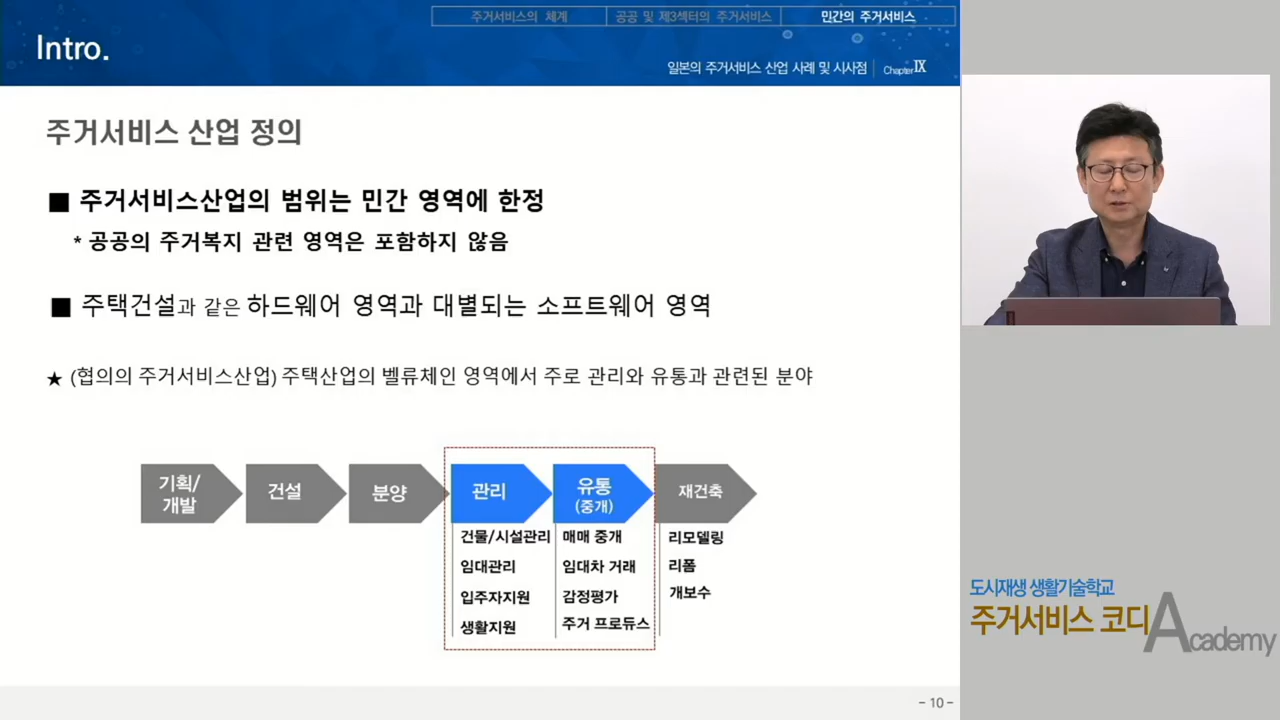 주거서비스의 체계
공공 및 제3섹터의 주거서비스
민간의 주거서비스
Intro.
일본의 주거서비스 산업 사례 및 시사점 Chapter Ⅸ
주거서비스 산업 정의
■ 주거서비스산업의 범위는 민간 영역에 한정
* 공공의 주거복지 관련 영역은 포함하지 않음
■ 주택건설과 같은 하드웨어 영역과 대별되는 소프트웨어 영역
★ (협의의 주거서비스산업) 주택산업의 벨류체인 영역에서 주로 관리와 유통과 관련된 분야
기획/
개발
건설
분양
관리
유통
(중개)
재건축
건물/시설관리
임대관리
입주자지원
생활지원
매매 중개
임대차 거래
감정평가
주거 프로듀스
리모델링
리폼
개보수
도시재생 생활기술학교
주거서비스 코디
Academy
- 10 -